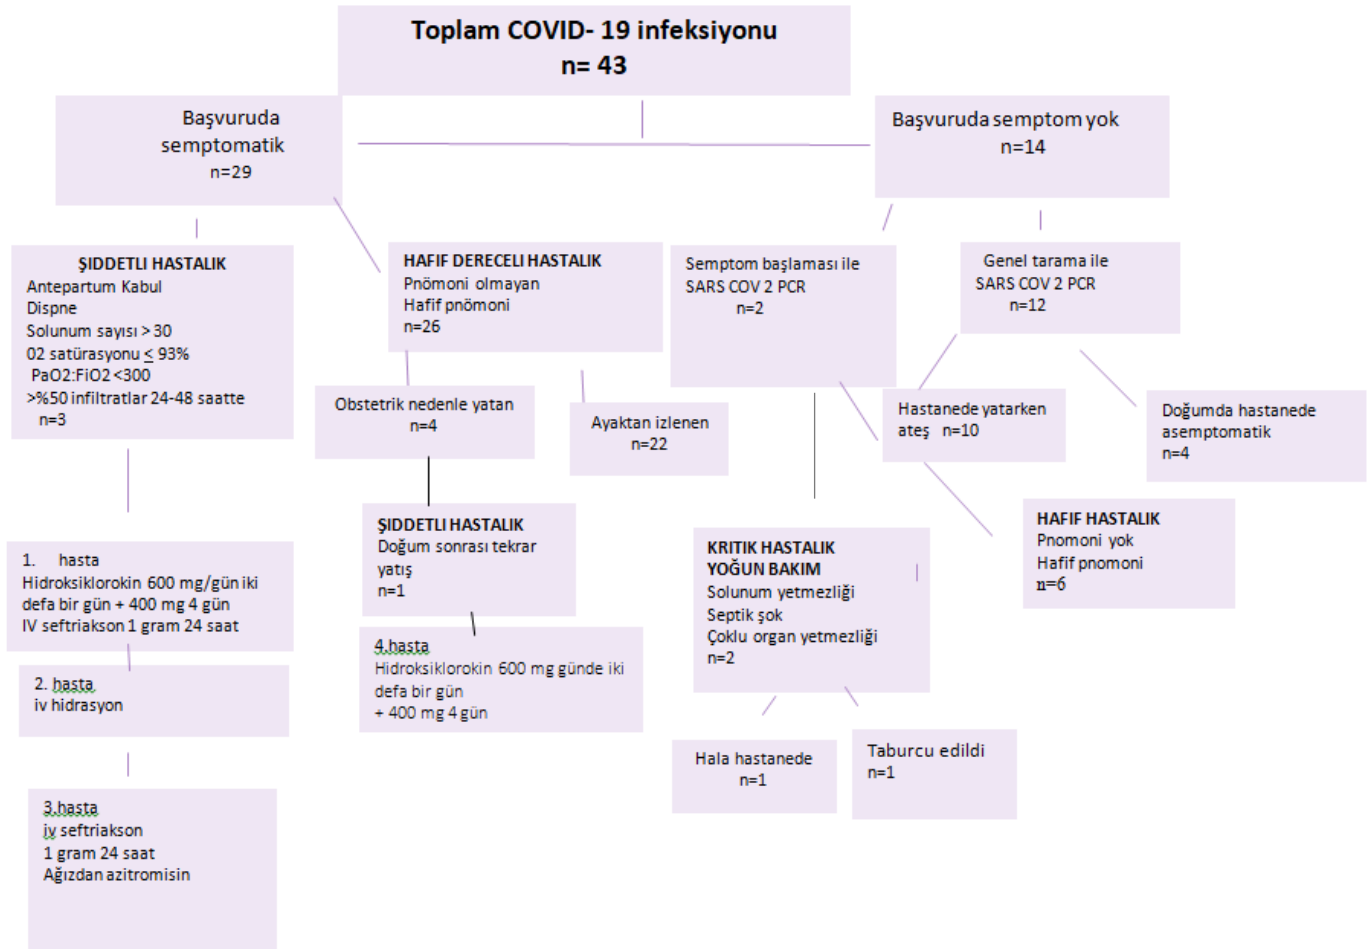 Toplam COVID- 19 infeksiyonu
n= 43
Başvuruda
semptomatik
n=29
Başvuruda semptom yok
n=14
ŞIDDETLI HASTALIK
Antepartum Kabul
Dispne
Solunum sayısı > 30
02 satürasyonu ≤ 93%
PaO2:FiO2 <300
>%50 infiltratlar 24-48 saatte
n=3
HAFIF DERECELI HASTALIK
Pnömoni olmayan
Hafif pnömoni
n=26
Semptom başlaması ile
SARS COV 2 PCR
n=2
Genel tarama ile
SARS COV 2 PCR
n=12
Obstetrik nedenle yatan
n=4
Ayaktan izlenen
n=22
Hastanede yatarken
ateş n=10
Doğumda hastanede
asemptomatik
n=4
ŞIDDETLI HASTALIK
Doğum sonrası tekrar
yatış
n=1
KRITIK HASTALIK
YOĞUN BAKIM
Solunum yetmezliği
Septik şok
Çoklu organ yetmezliği
n=2
HAFIF HASTALIK
Pnomoni yok
Hafif pnomoni
n=6
1. hasta
Hidroksiklorokin 600 mg/gün iki
defa bir gün + 400 mg 4 gün
IV seftriakson 1 gram 24 saat
4.hasta
Hidroksiklorokin 600 mg günde iki
defa bir gün
+ 400 mg 4 gün
2. hasta
iv hidrasyon
Hala hastanede
n=1
Taburcu edildi
n=1
3.hasta
iv seftriakson
1 gram 24 saat
Ağızdan azitromisin